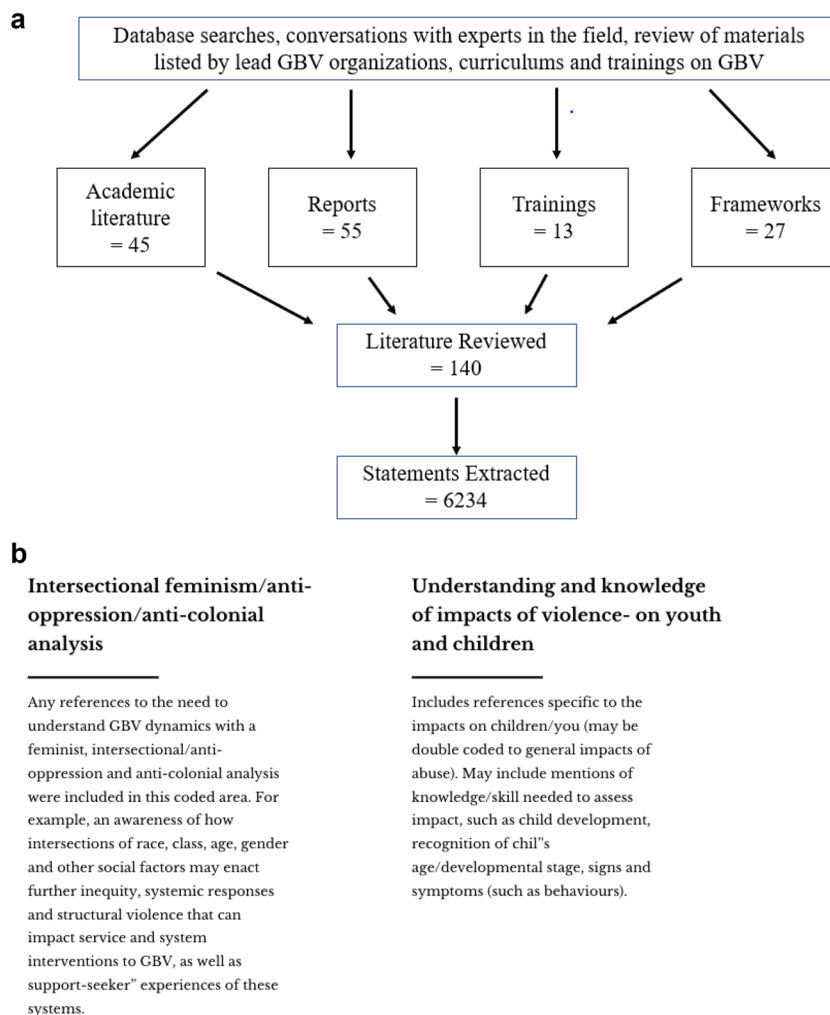 a
Database searches, conversations with experts in the field, review of materials
listed by lead GBV organizations, curriculums and trainings on GBV
Academic
literature
= 45
Reports
= 55
Trainings
= 13
Frameworks
= 27
Literature Reviewed
= 140
Statements Extracted
= 6234
b
Intersectional feminism/anti-
oppression/anti-colonial
analysis
Any references to the need to
understand GBV dynamics with a
feminist, intersectional/anti-
oppression and anti-colonial analysis
were included in this coded area. For
example, an awareness of how
intersections of race, class, age, gender
and other social factors may enact
further inequity, systemic responses
and structural violence that can
impact service and system
interventions to GBV, as well as
support-seeker” experiences of these
systems.
Understanding and knowledge
of impacts of violence- on youth
and children
Includes references specific to the
impacts on children/you (may be
double coded to general impacts of
abuse). May include mentions of
knowledge/skill needed to assess
impact, such as child development,
recognition of chil”s
age/developmental stage, signs and
symptoms (such as behaviours).